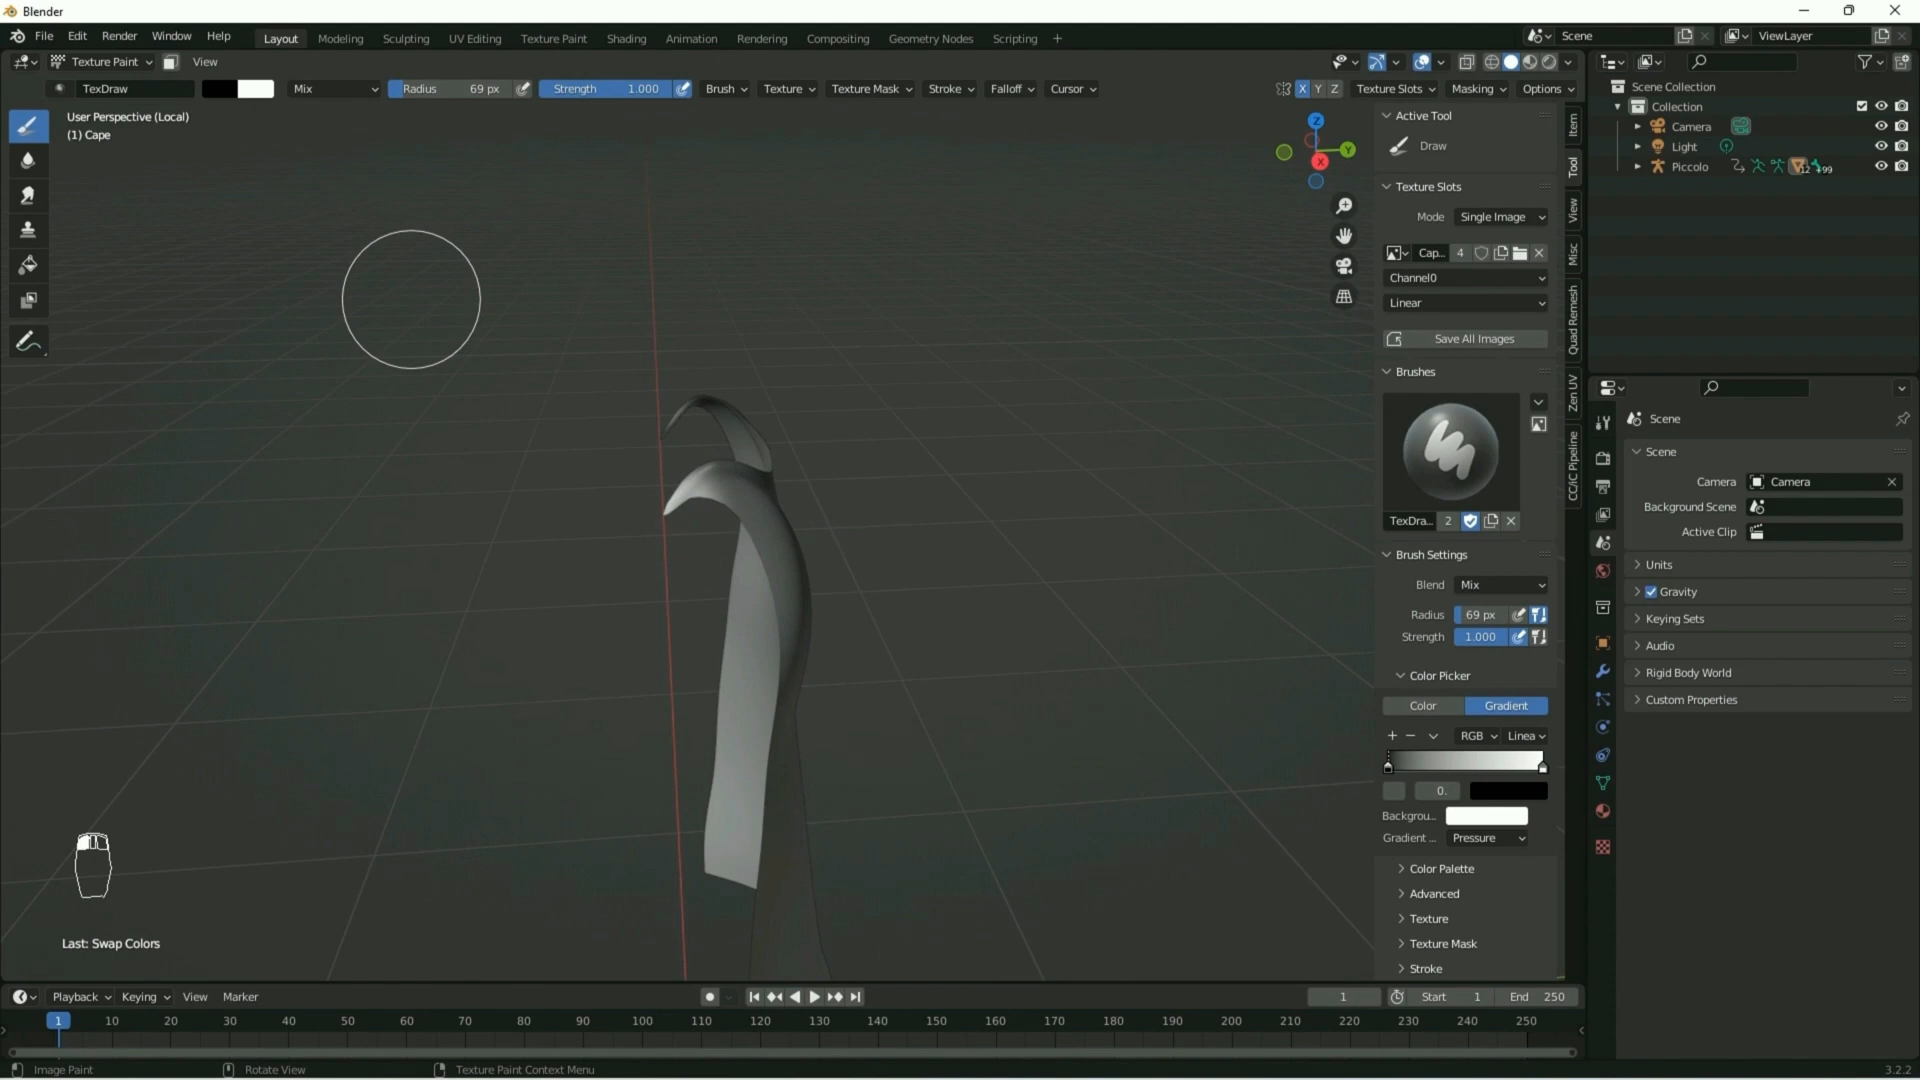 Blender
File Edit Render Window Help
Layout Modeling Sculpting UV Editing Texture Paint Shading Animation Rendering Compositing Geometry Nodes Scripting +
Scene
ViewLayer
Texture Paint View
TexDraw Mix Radius 69 px Strength 1.000 Brush Texture Texture Mask Stroke Falloff Cursor X Y Z Texture Slots Masking Options
User Perspective (Local)
(1) Cape
Z
Y
X
Active Tool
Draw
Texture Slots
Mode Single Image
Cap... 4
Channel0
Linear
Save All Images
Brushes
TexDra... 2
Brush Settings
Blend Mix
Radius 69 px
Strength 1.000
Color Picker
Color Gradient
RGB Linea
0.
Backgrou...
Gradient ... Pressure
Color Palette
Advanced
Texture
Texture Mask
Stroke
Item
Tool
View
Misc
Quad Remesh
Zen UV
CC/iC Pipeline
Scene Collection
Collection
Camera
Light
Piccolo 12 99
Scene
Scene
Camera Camera
Background Scene
Active Clip
Units
Gravity
Keying Sets
Audio
Rigid Body World
Custom Properties
Last: Swap Colors
Playback Keying View Marker
1 Start 1 End 250
1 10 20 30 40 50 60 70 80 90 100 110 120 130 140 150 160 170 180 190 200 210 220 230 240 250
Image Paint Rotate View Texture Paint Context Menu 3.2.2